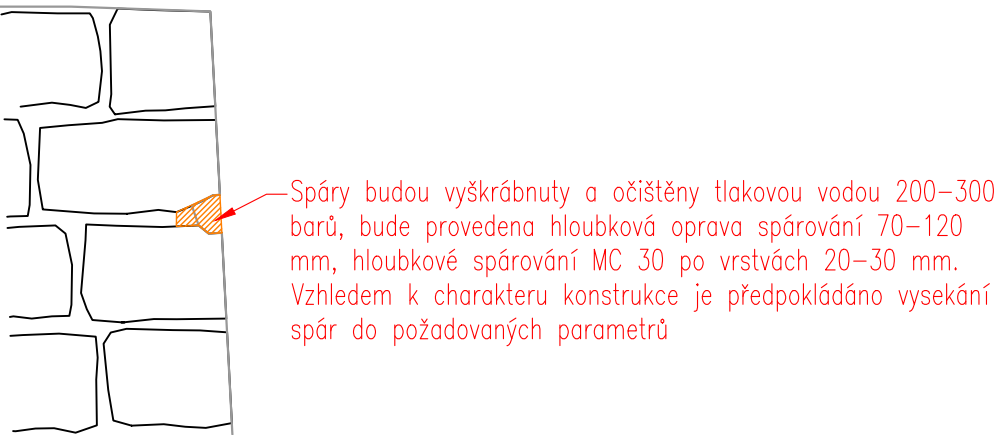 Spáry budou vyškrábnuty a očištěny tlakovou vodou 200-300
barů, bude provedena hloubková oprava spárování 70-120
mm, hloubkové spárování MC 30 po vrstvách 20-30 mm.
Vzhledem k charakteru konstrukce je předpokládáno vysekání
spár do požadovaných parametrů